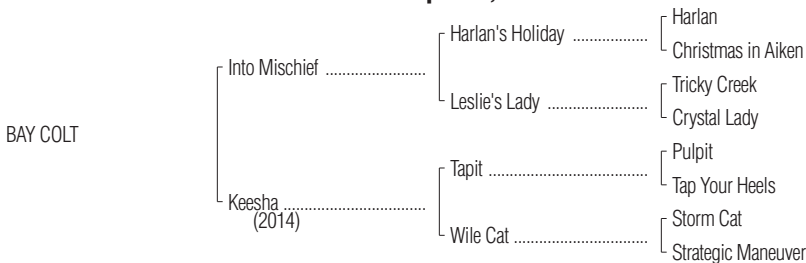 Harlan
Harlan's Holiday ..................
Christmas in Aiken
Into Mischief ........................
Tricky Creek
Leslie's Lady ........................
Crystal Lady
BAY COLT
Pulpit
Tapit ......................................
Tap Your Heels
Keesha ..................................
(2014)
Storm Cat
Wile Cat ................................
Strategic Maneuver